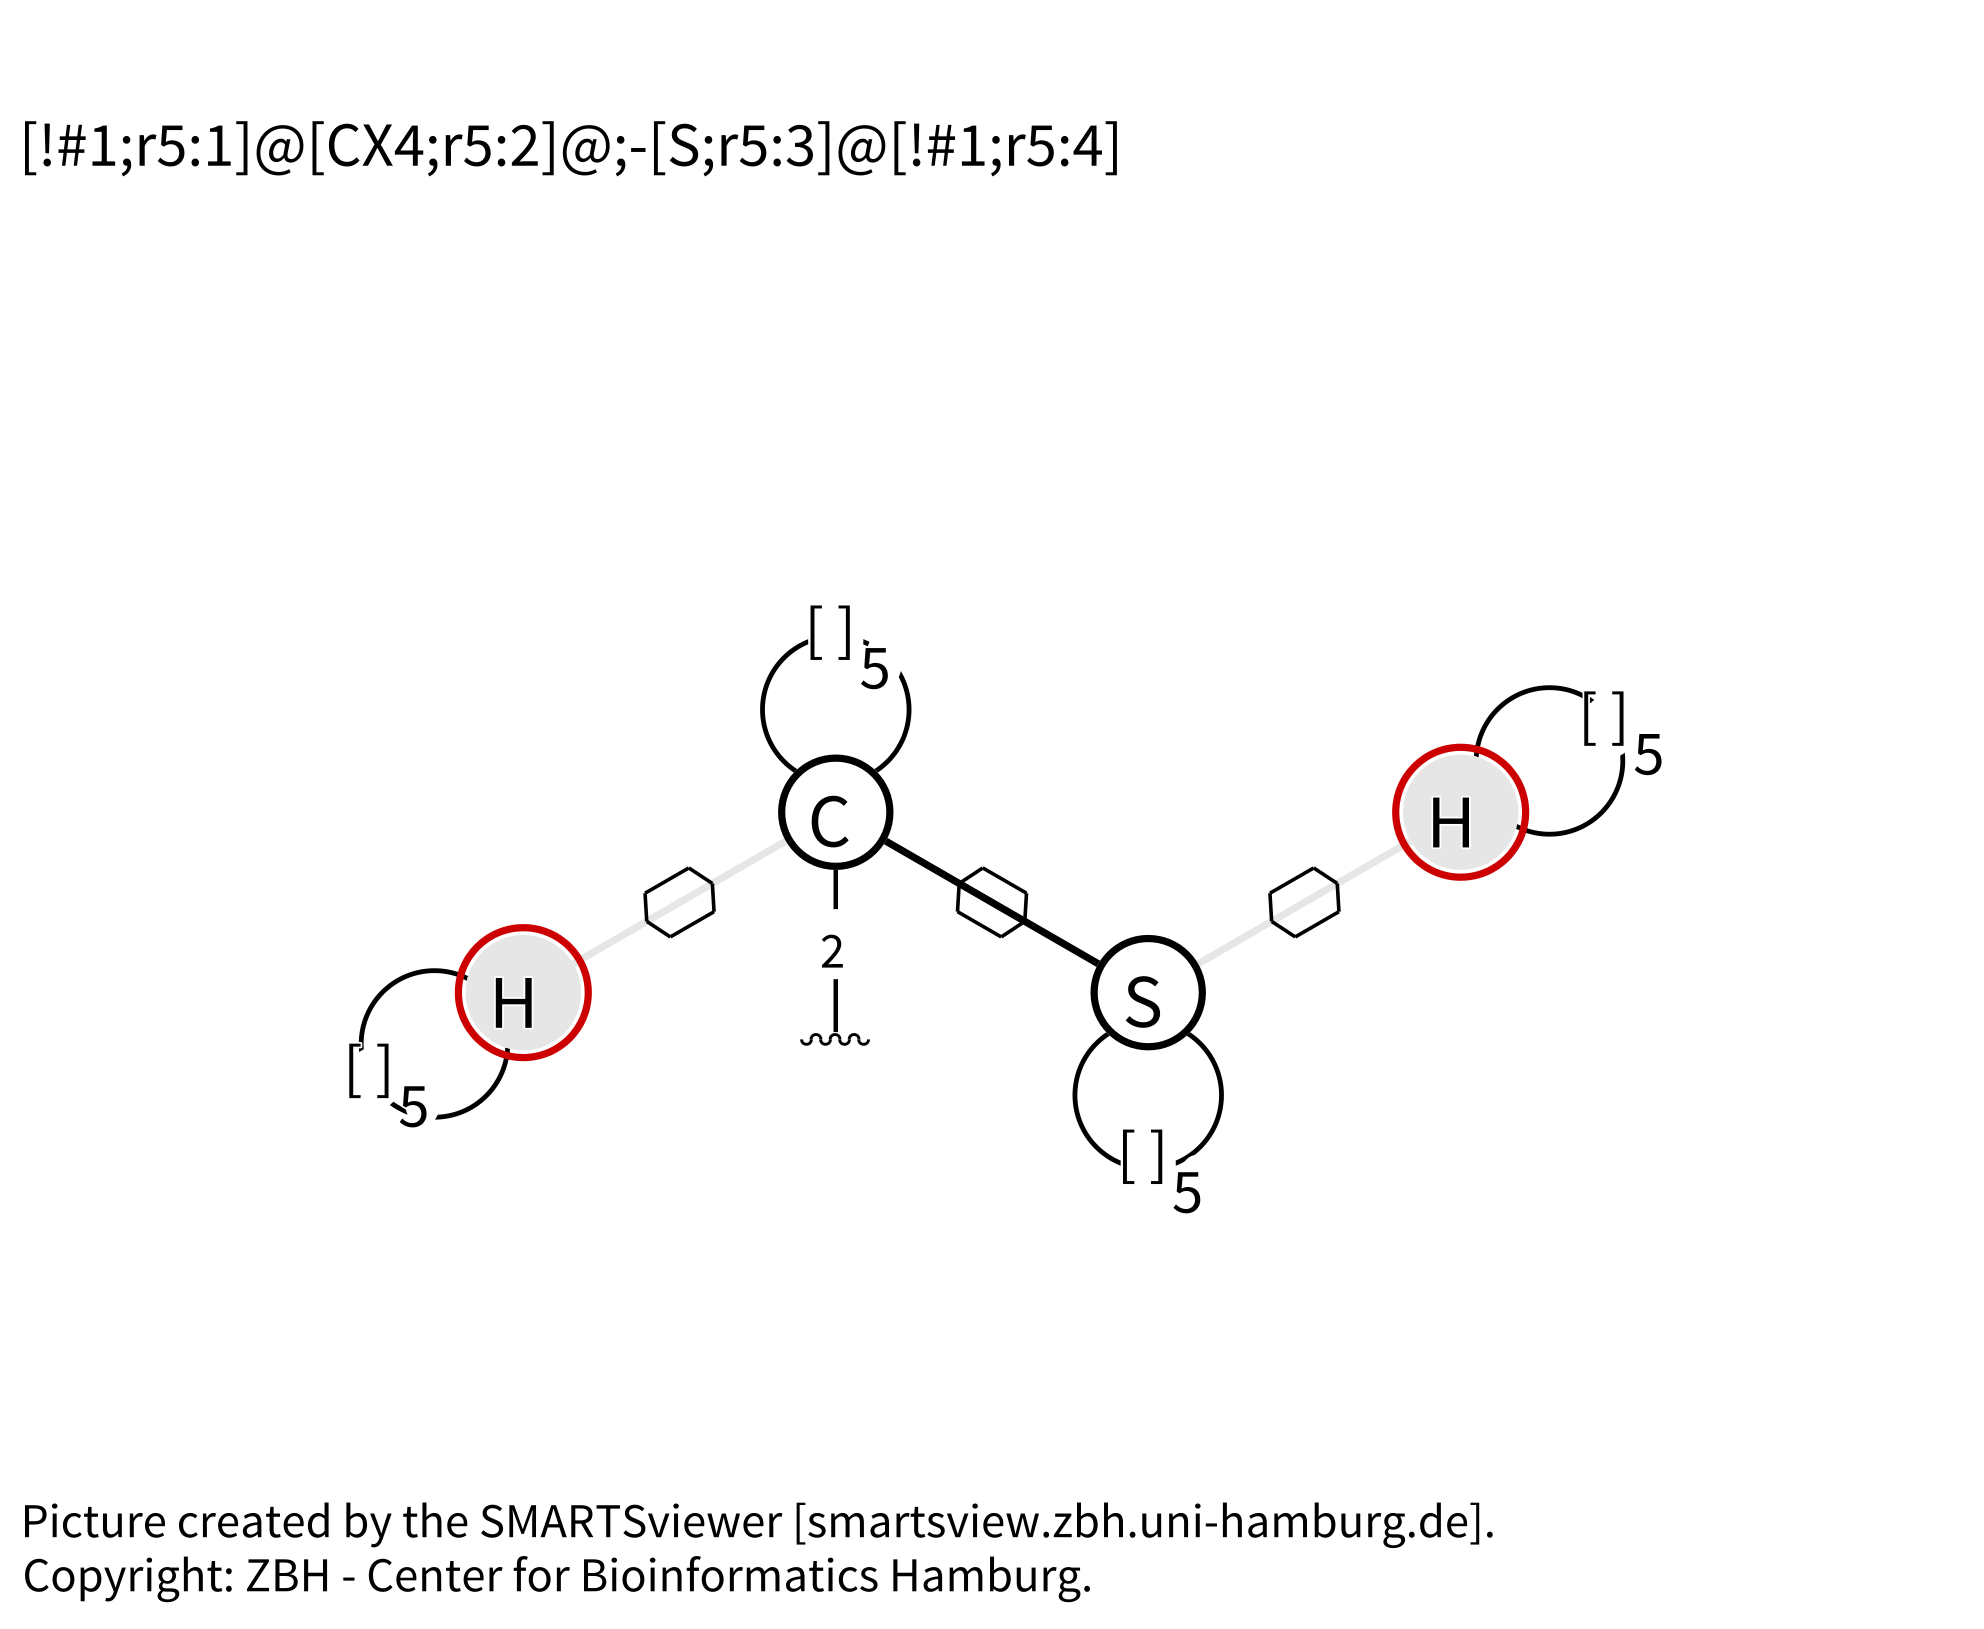 [!#1;r5:1]@[CX4;r5:2]@;-[S;r5:3]@[!#1;r5:4]
[ ]5
[ ]5
C
H
2
H
S
[ ]5
[ ]5
Picture created by the SMARTSviewer [smartsview.zbh.uni-hamburg.de].
Copyright: ZBH - Center for Bioinformatics Hamburg.